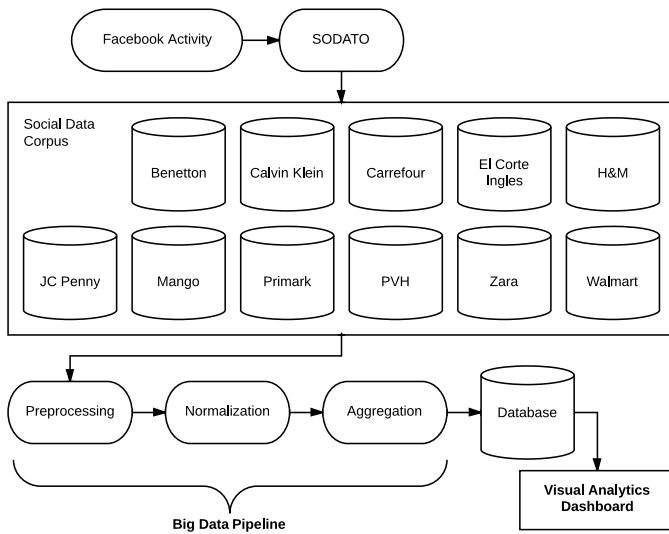 Facebook Activity
SODATO
Social Data
Corpus
Benetton
Calvin Klein
Carrefour
El Corte
Ingles
H&M
JC Penny
Mango
Primark
PVH
Zara
Walmart
Preprocessing
Normalization
Aggregation
Database
Big Data Pipeline
Visual Analytics
Dashboard